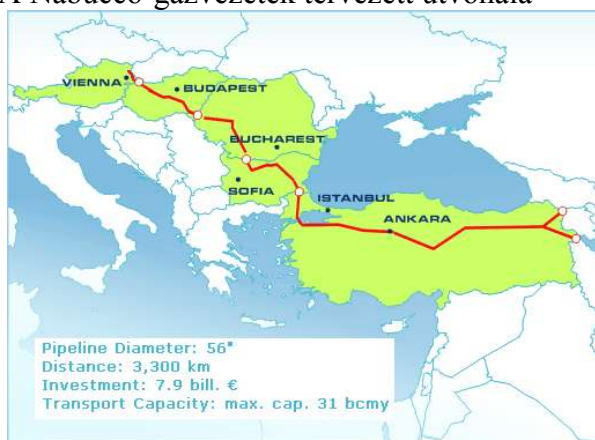 A Nabucco gázvezeték tervezett útvonala
VIENNA
BUDAPEST
BUCHAREST
SOFIA
ISTANBUL
ANKARA
Pipeline Diameter: 56"
Distance: 3,300 km
Investment: 7.9 bill. €
Transport Capacity: max. cap. 31 bcmy